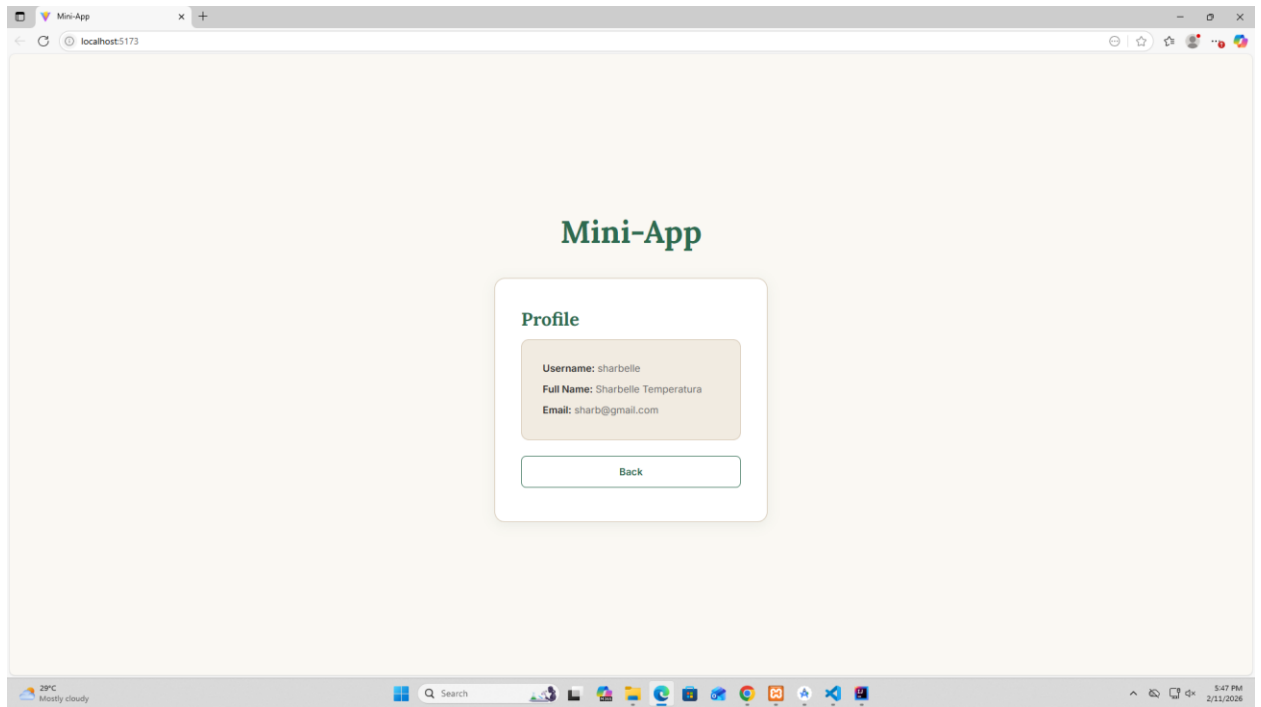 Mini-App
localhost:5173
Mini-App
Profile
Username: sharbelle
Full Name: Sharbelle Temperatura
Email: sharb@gmail.com
Back
29°C
Mostly cloudy
Search
5:47 PM
2/11/2026